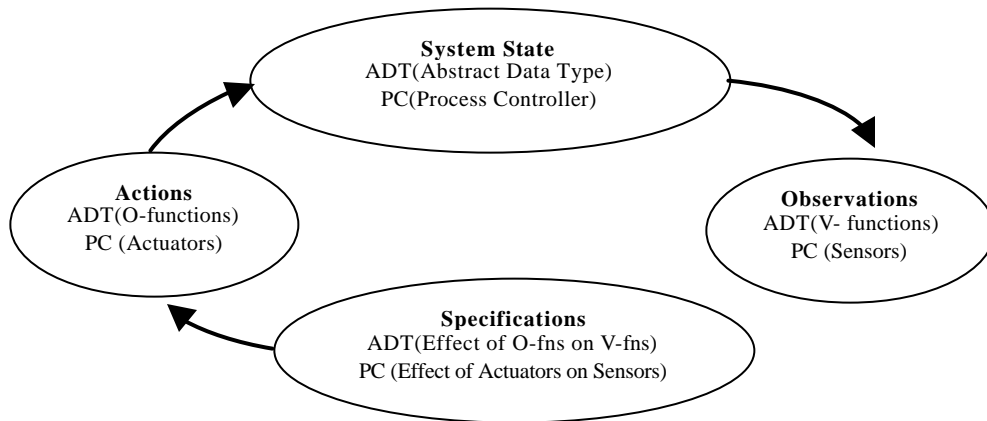 System State
ADT(Abstract Data Type)
PC(Process Controller)
Actions
ADT(O-functions)
PC (Actuators)
Observations
ADT(V- functions)
PC (Sensors)
Specifications
ADT(Effect of O-fns on V-fns)
PC (Effect of Actuators on Sensors)